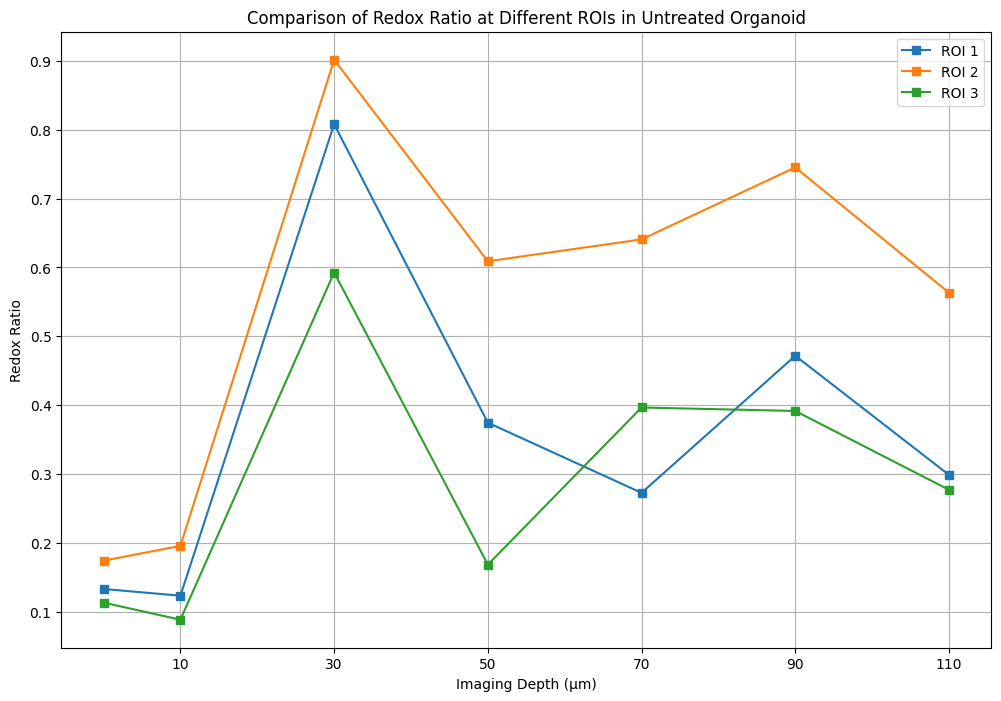 Comparison of Redox Ratio at Different ROIs in Untreated Organoid
ROI 1
ROI 2
ROI 3
0.9
0.8
0.7
0.6
0.5
0.4
0.3
0.2
0.1
Redox Ratio
10 30 50 70 90 110
Imaging Depth (μm)